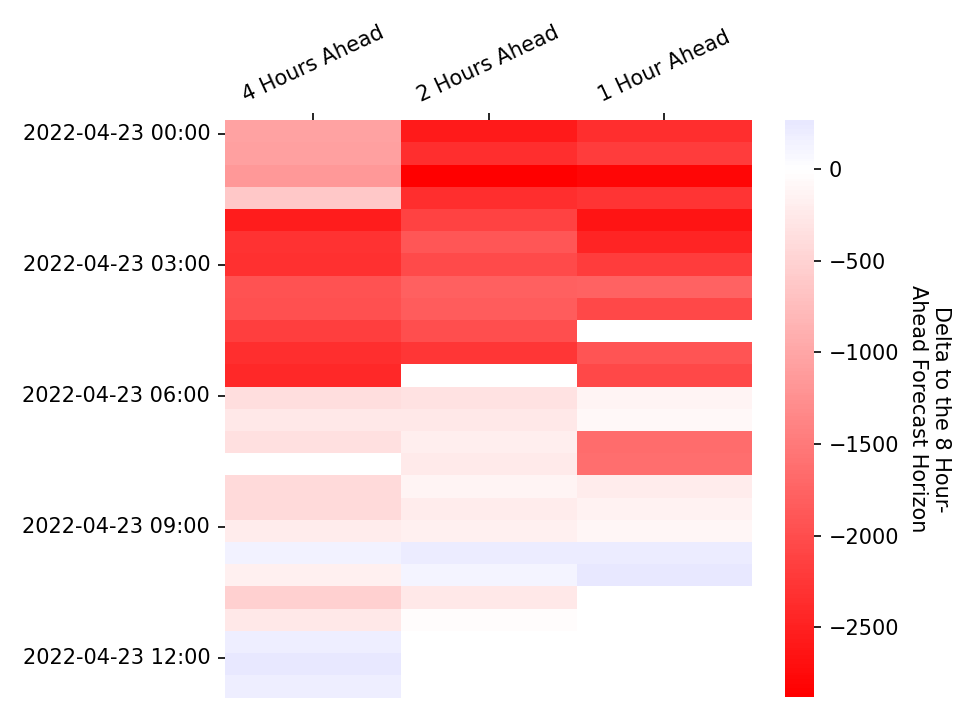 4 Hours Ahead
2 Hours Ahead
1 Hour Ahead
2022-04-23 00:00
2022-04-23 03:00
2022-04-23 06:00
2022-04-23 09:00
2022-04-23 12:00
0
−500
−1000
−1500
−2000
−2500
Delta to the 8 Hour-
Ahead Forecast Horizon